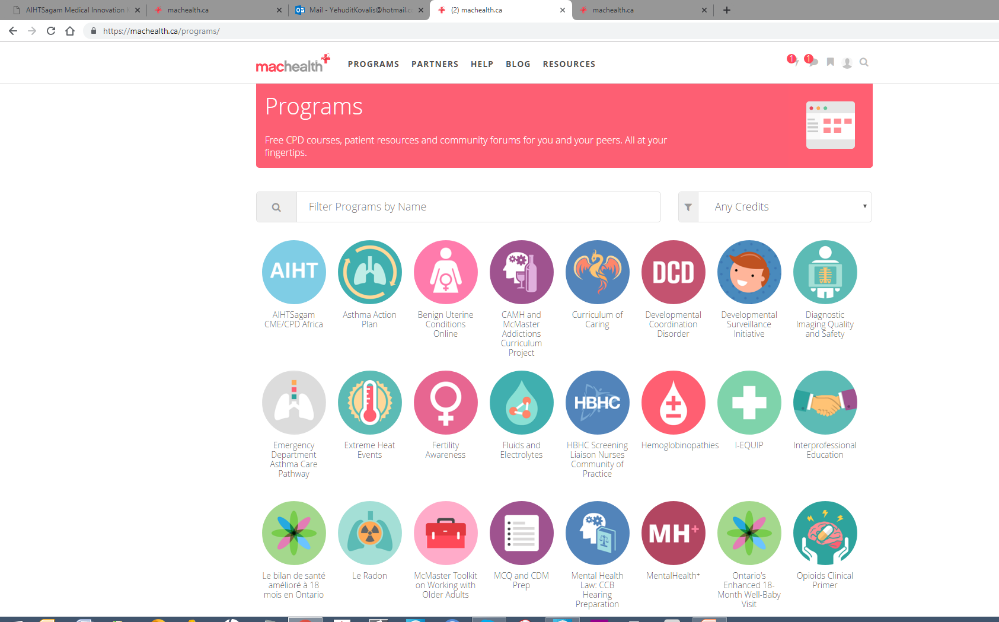 AIHTSagam Medical Innovation
machealth.ca
Mail - YehuditKovalis@hotmail.c
(2) machealth.ca
machealth.ca
https://machealth.ca/programs/
machealth
PROGRAMS PARTNERS HELP BLOG RESOURCES
1 1
Programs
Free CPD courses, patient resources and community forums for you and your peers. All at your
fingertips.
Filter Programs by Name
Any Credits
AIHT
DCD
AIHTSagam
CME/CPD Africa
Asthma Action
Plan
Benign Uterine
Conditions
Online
CAMH and
McMaster
Addictions
Curriculum
Project
Curriculum of
Caring
Developmental
Coordination
Disorder
Developmental
Surveillance
Initiative
Diagnostic
Imaging Quality
and Safety
HBHC
Emergency
Department
Asthma Care
Pathway
Extreme Heat
Events
Fertility
Awareness
Fluids and
Electrolytes
HBHC Screening
Liaison Nurses
Community of
Practice
Hemoglobinopathies
I-EQUIP
Interprofessional
Education
MH+
Le bilan de santé
amélioré à 18
mois en Ontario
Le Radon
McMaster Toolkit
on Working with
Older Adults
MCQ and CDM
Prep
Mental Health
Law: CCB
Hearing
Preparation
MentalHealth+
Ontario's
Enhanced 18-
Month Well-Baby
Visit
Opioids Clinical
Primer